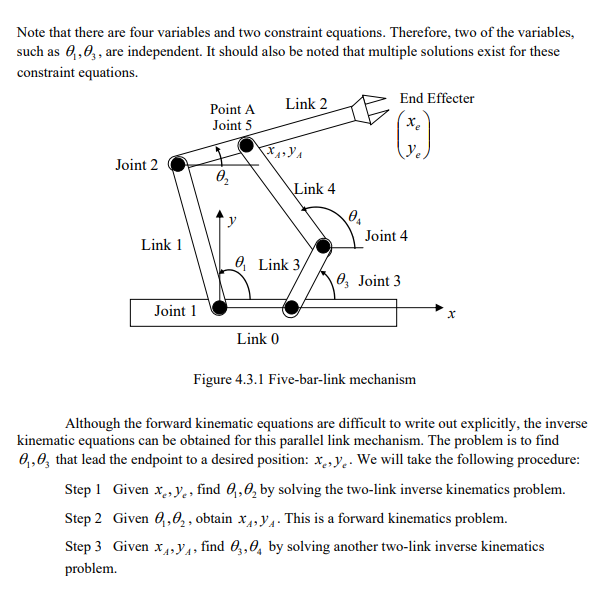 Note that there are four variables and two constraint equations. Therefore, two of the variables,
such as θ₁,θ₃, are independent. It should also be noted that multiple solutions exist for these
constraint equations.
Point A
Joint 5
Link 2
End Effecter
xₑ
yₑ
x_A, y_A
Joint 2
θ₂
Link 4
y
θ₄
Joint 4
Link 1
θ₁
Link 3
θ₃
Joint 3
Joint 1
x
Link 0
Figure 4.3.1 Five-bar-link mechanism
Although the forward kinematic equations are difficult to write out explicitly, the inverse
kinematic equations can be obtained for this parallel link mechanism. The problem is to find
θ₁,θ₃ that lead the endpoint to a desired position: xₑ,yₑ. We will take the following procedure:
Step 1 Given xₑ,yₑ, find θ₁,θ₂ by solving the two-link inverse kinematics problem.
Step 2 Given θ₁,θ₂, obtain x_A,y_A. This is a forward kinematics problem.
Step 3 Given x_A,y_A, find θ₃,θ₄ by solving another two-link inverse kinematics
problem.